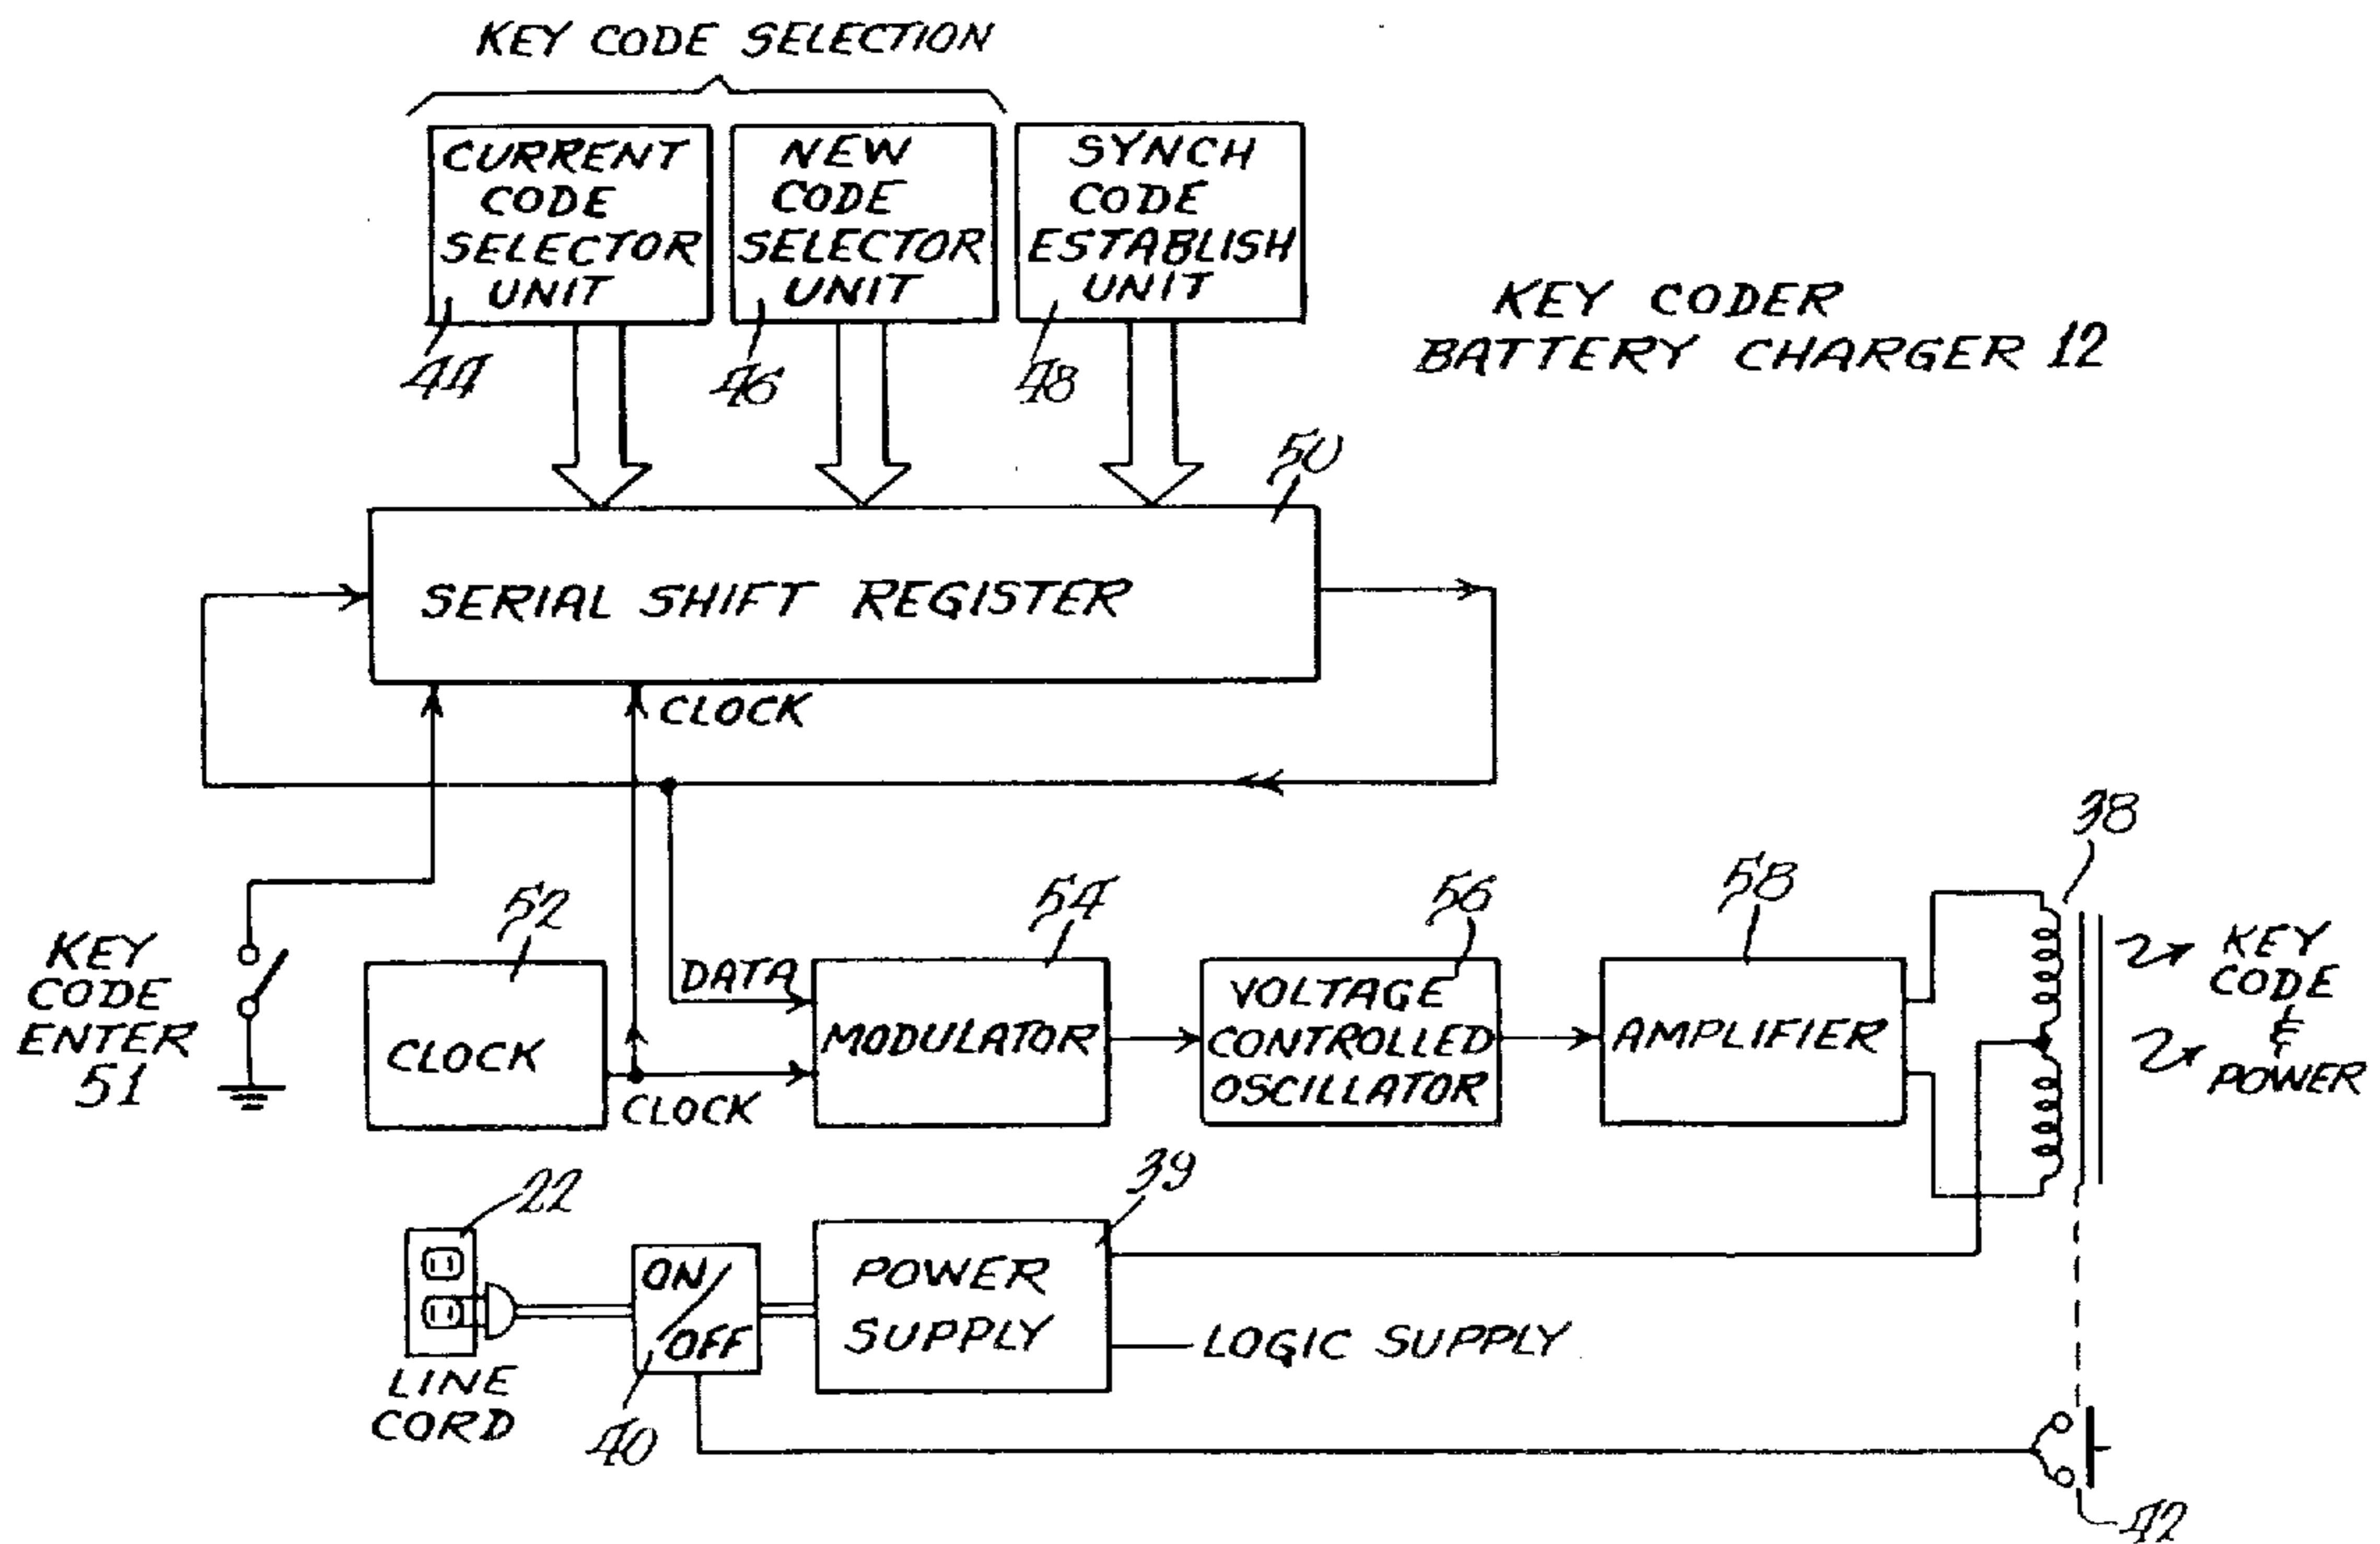 KEY CODE SELECTION
CURRENT
CODE
SELECTOR
UNIT
NEW
CODE
SELECTOR
UNIT
SYNCH
CODE
ESTABLISH
UNIT
44
46
48
KEY CODER
BATTERY CHARGER 12
50
SERIAL SHIFT REGISTER
CLOCK
38
KEY
CODE
ENTER
51
52
CLOCK
DATA
CLOCK
54
MODULATOR
56
VOLTAGE
CONTROLLED
OSCILLATOR
58
AMPLIFIER
KEY
CODE
&
POWER
22
LINE
CORD
ON/
OFF
40
39
POWER
SUPPLY
LOGIC SUPPLY
42